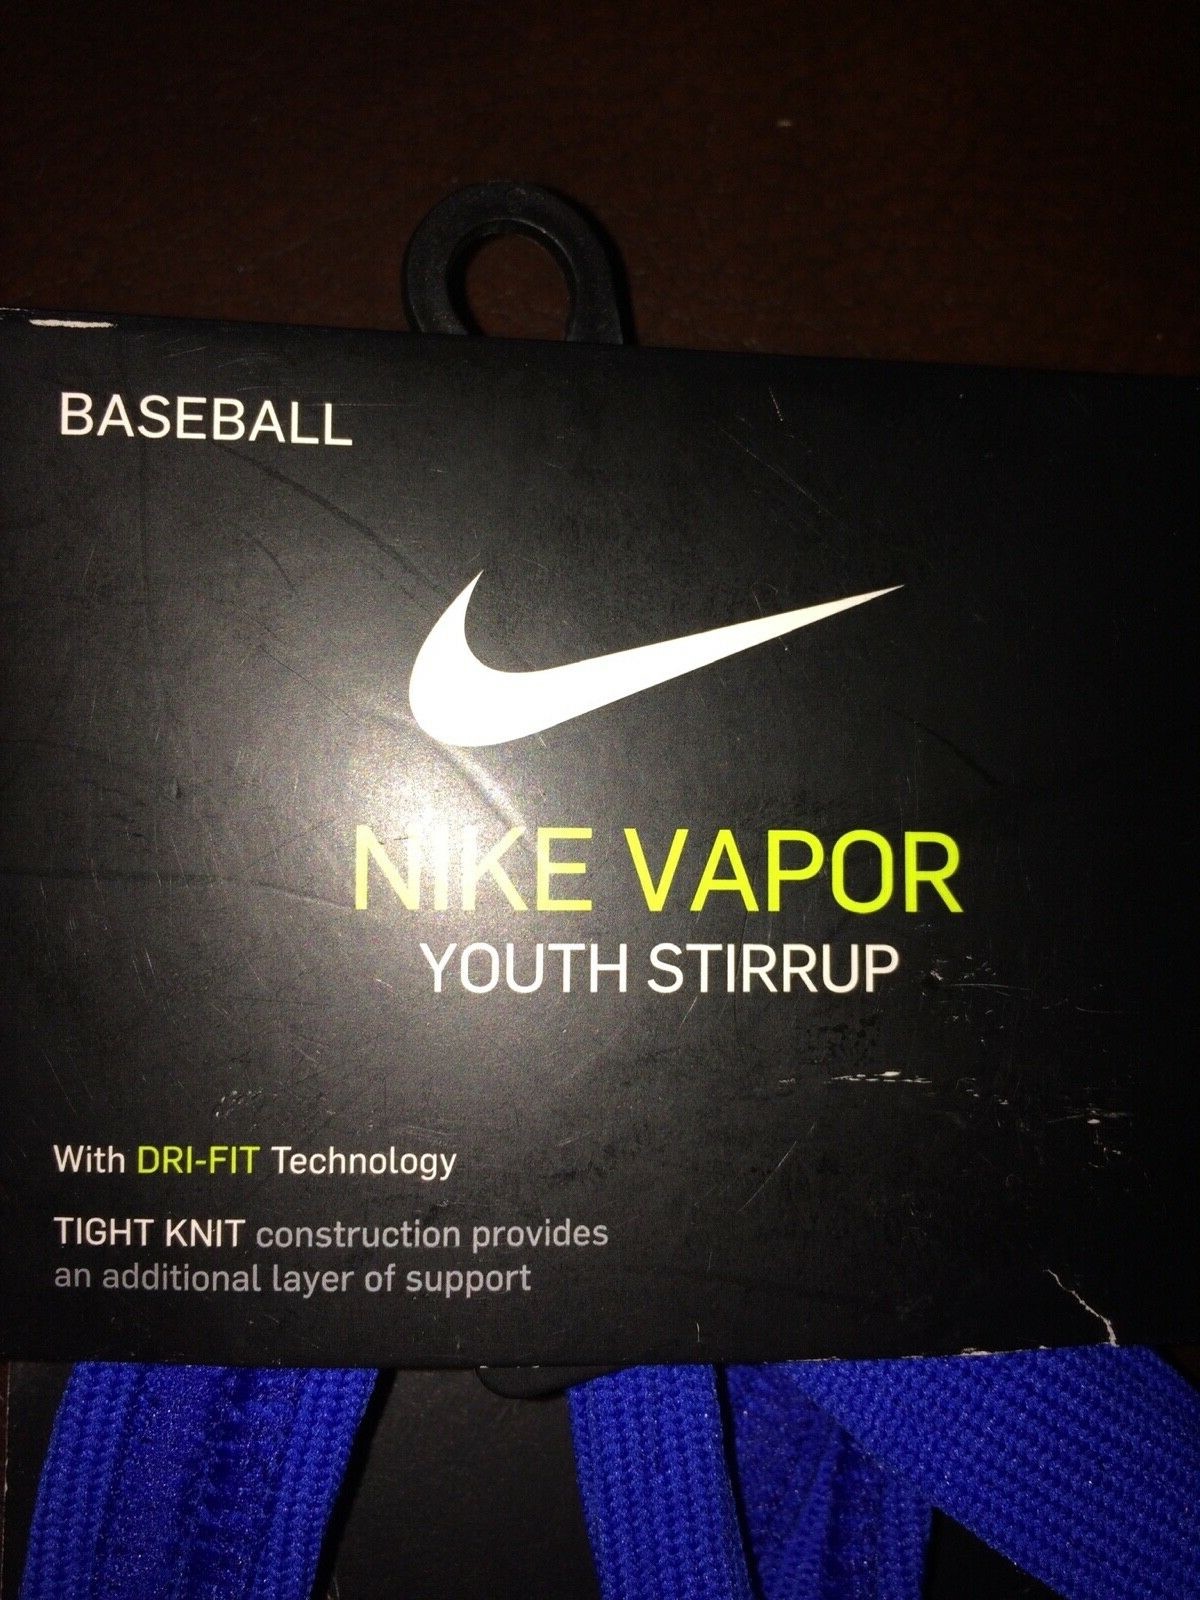 BASEBALL
NIKE VAPOR
YOUTH STIRRUP
With DRI-FIT Technology
TIGHT KNIT construction provides
an additional layer of support